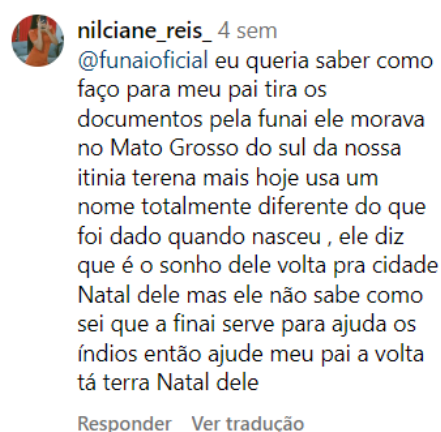 nilciane_reis_ 4 sem
@funaioficial eu queria saber como
faço para meu pai tira os
documentos pela funai ele morava
no Mato Grosso do sul da nossa
itinia terena mais hoje usa um
nome totalmente diferente do que
foi dado quando nasceu , ele diz
que é o sonho dele volta pra cidade
Natal dele mas ele não sabe como
sei que a finai serve para ajuda os
índios então ajude meu pai a volta
tá terra Natal dele
Responder Ver tradução